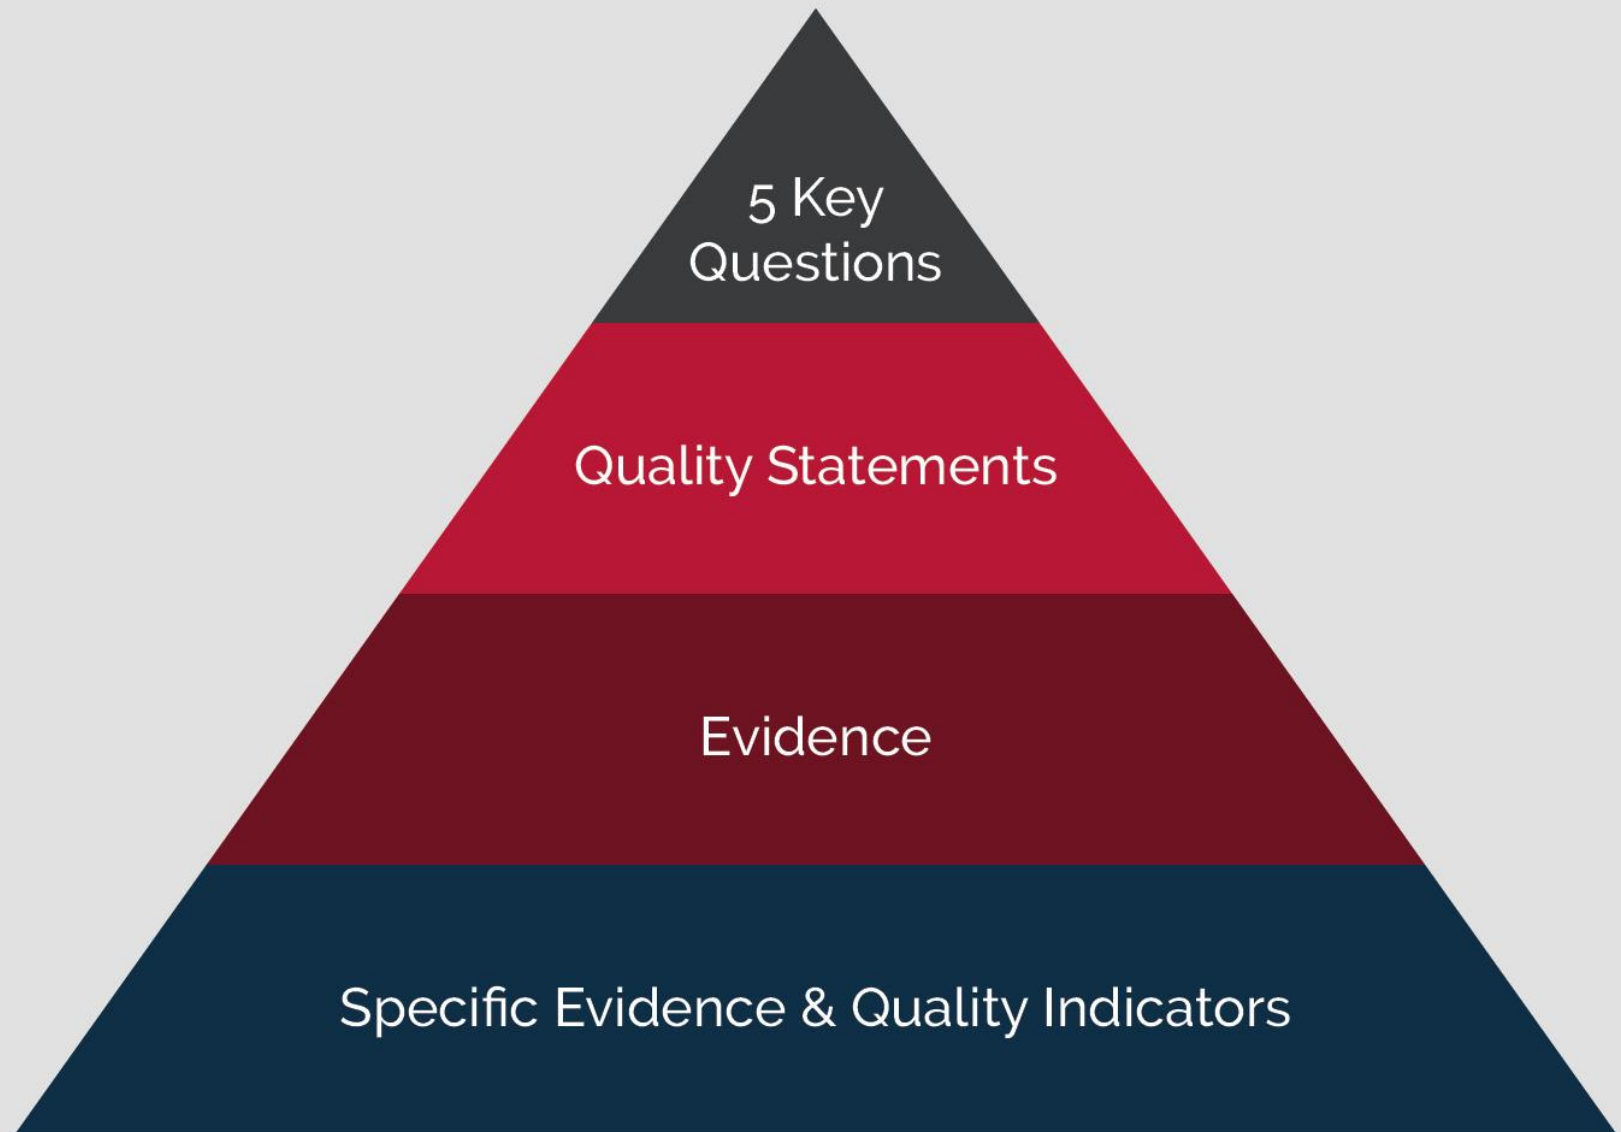 5 Key
Questions
Quality Statements
Evidence
Specific Evidence & Quality Indicators